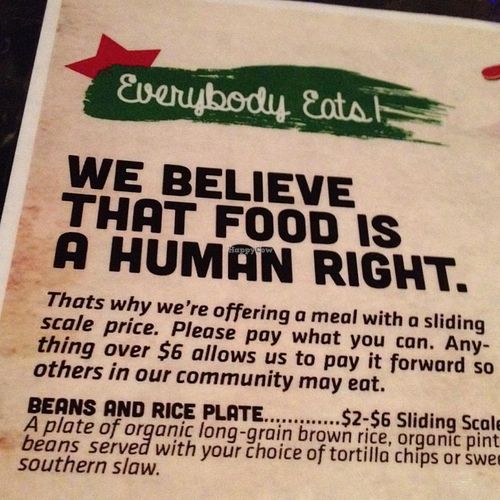 Everybody Eats!
WE BELIEVE
THAT FOOD IS
A HUMAN RIGHT.
HappyCow
Thats why we're offering a meal with a sliding
scale price. Please pay what you can. Any-
thing over $6 allows us to pay it forward so
others in our community may eat.
BEANS AND RICE PLATE.............$2-$6 Sliding Scale
A plate of organic long-grain brown rice, organic pint
beans served with your choice of tortilla chips or swe
southern slaw.